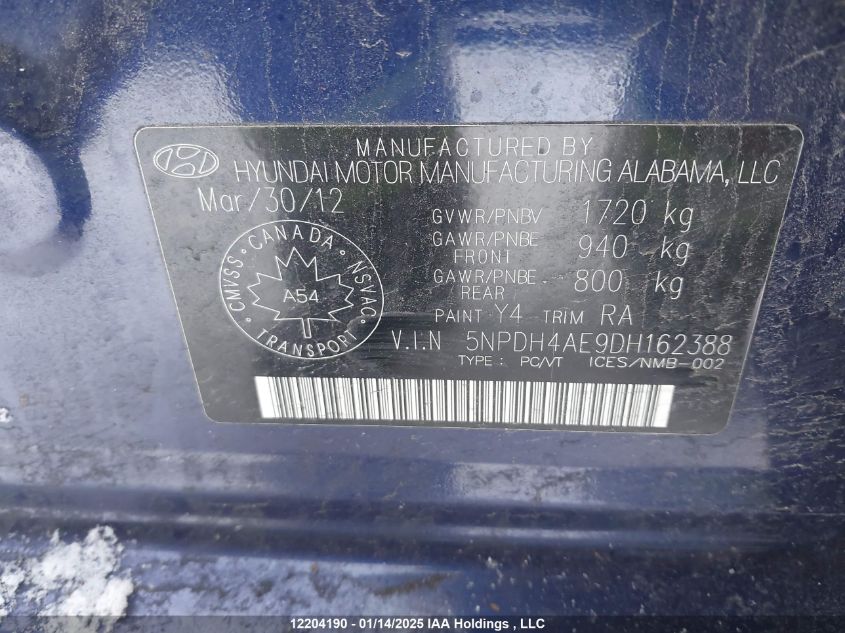 MANUFACTURED BY
HYUNDAI MOTOR MANUFACTURING ALABAMA, LLC
Mar/30/12
GVWR/PNBV 1720 kg
GAWR/PNBE FRONT 940 kg
GAWR/PNBE REAR 800 kg
CMVSS · CANADA · NSVAC · TRANSPORT
A54
PAINT Y4 TRIM RA
V.I.N 5NPDH4AE9DH162388
TYPE : PC/VT ICES/NMB-002
12204190 - 01/14/2025 IAA Holdings , LLC